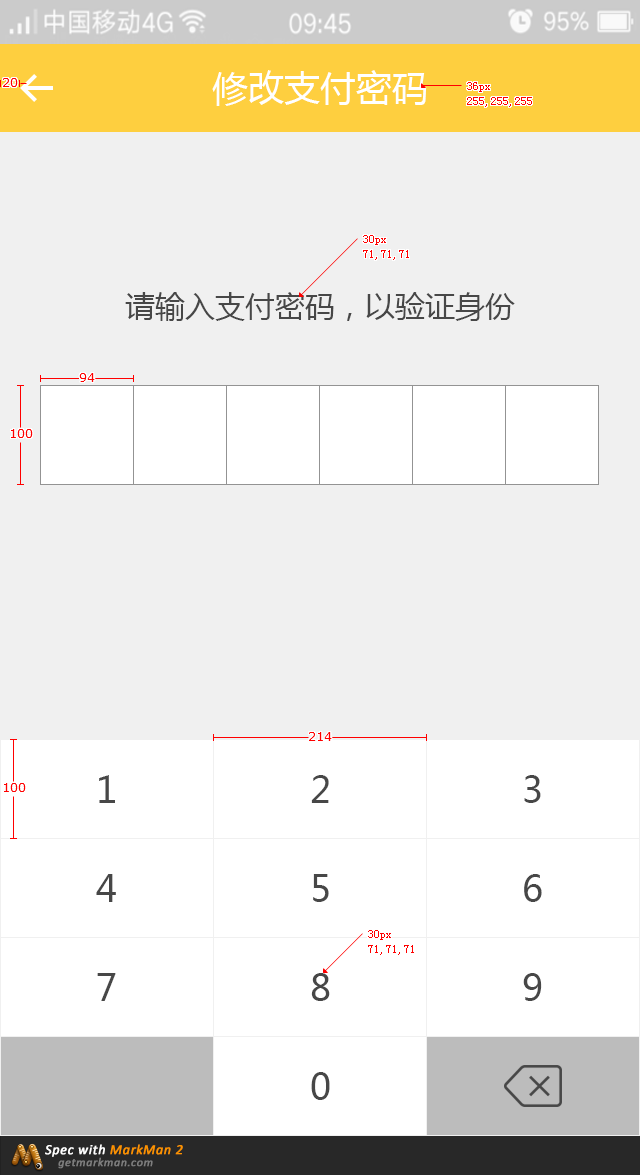 中国移动4G 09:45 95%
20 修改支付密码 36px
255, 255, 255
30px
71, 71, 71
请输入支付密码，以验证身份
94
100
214
100 1 2 3
4 5 6
30px
71, 71, 71
7 8 9
0
Spec with MarkMan 2
getmarkman.com